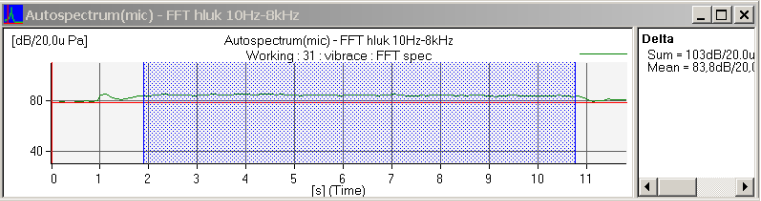 Autospectrum(mic) - FFT hluk 10Hz-8kHz
[dB/20,0u Pa]
Autospectrum(mic) - FFT hluk 10Hz-8kHz
Working : 31 : vibrace : FFT spec
80
40
0 1 2 3 4 5 6 7 8 9 10 11
[s] (Time)
Delta
Sum = 103dB/20.0u
Mean = 83,8dB/20,